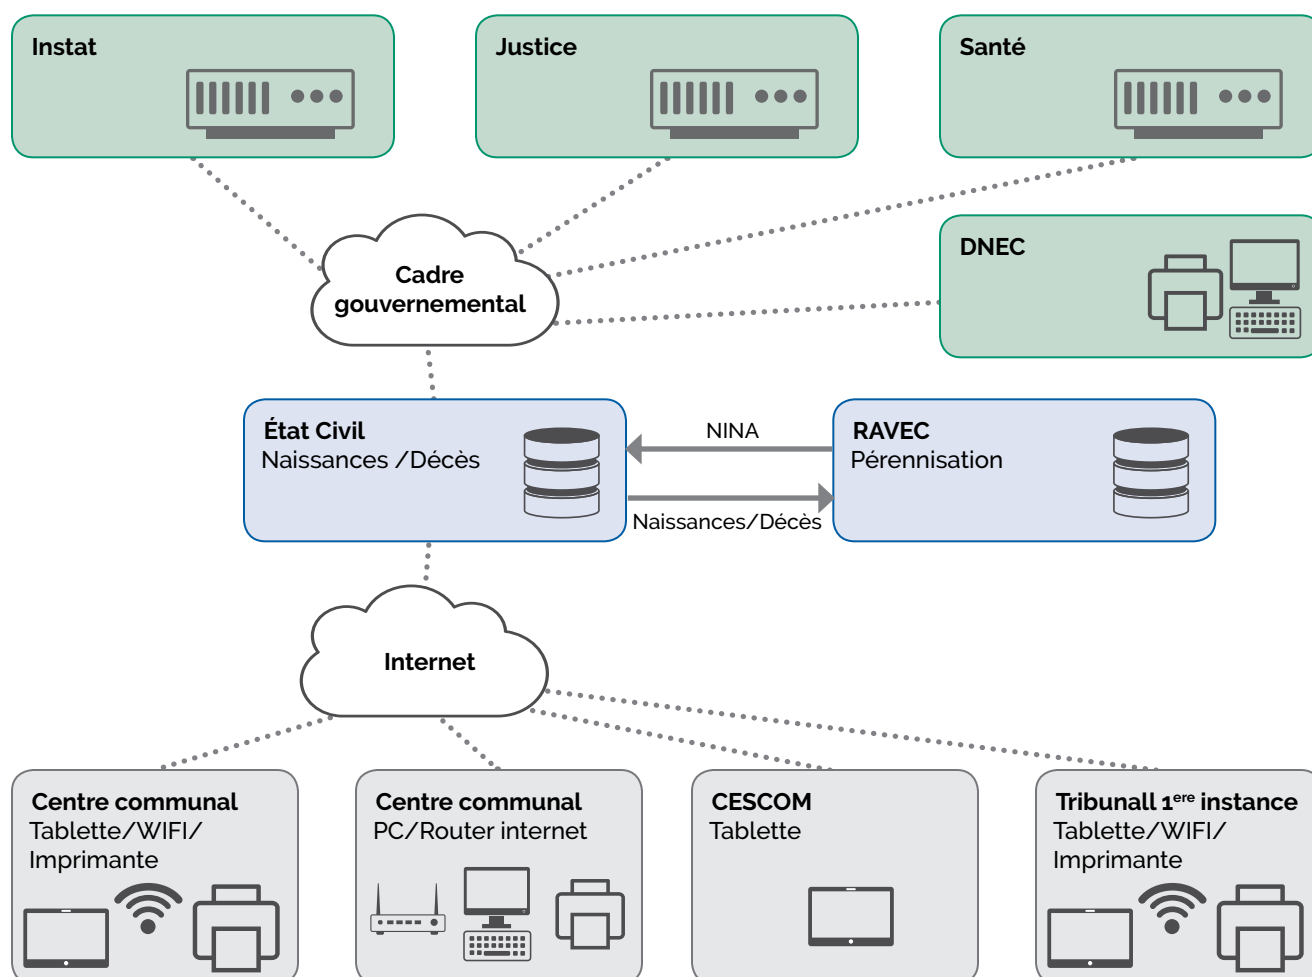 Instat
Justice
Santé
DNEC
Cadre
gouvernemental
État Civil
Naissances /Décès
NINA
Naissances/Décès
RAVEC
Pérennisation
Internet
Centre communal
Tablette/WIFI/
Imprimante
Centre communal
PC/Router internet
CESCOM
Tablette
Tribunall 1ere instance
Tablette/WIFI/
Imprimante